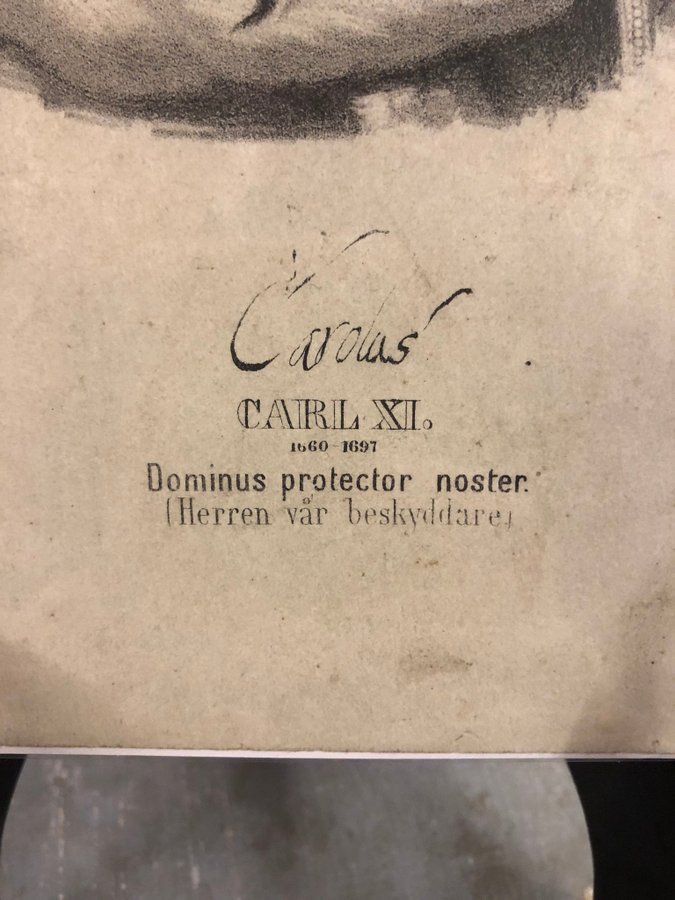 Carolus
CARL XI.
1660-1697
Dominus protector noster.
(Herren vår beskyddare)